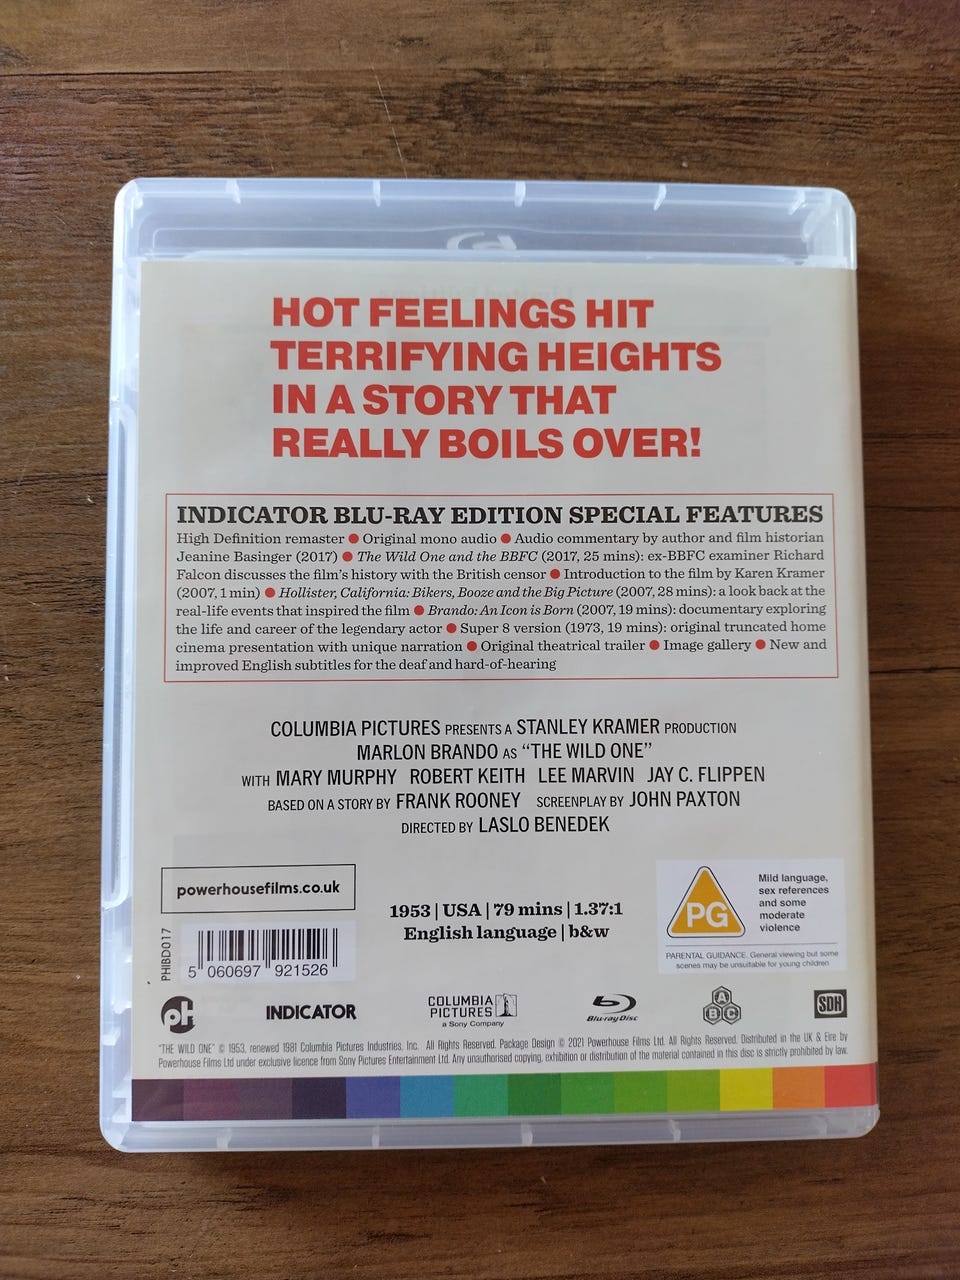 HOT FEELINGS HIT
TERRIFYING HEIGHTS
IN A STORY THAT
REALLY BOILS OVER!
INDICATOR BLU-RAY EDITION SPECIAL FEATURES
High Definition remaster ● Original mono audio ● Audio commentary by author and film historian
Jeanine Basinger (2017) ● The Wild One and the BBFC (2017, 25 mins): ex-BBFC examiner Richard
Falcon discusses the film's history with the British censor ● Introduction to the film by Karen Kramer
(2007, 1 min) ● Hollister, California: Bikers, Booze and the Big Picture (2007, 28 mins): a look back at the
real-life events that inspired the film ● Brando: An Icon is Born (2007, 19 mins): documentary exploring
the life and career of the legendary actor ● Super 8 version (1973, 19 mins): original truncated home
cinema presentation with unique narration ● Original theatrical trailer ● Image gallery ● New and
improved English subtitles for the deaf and hard-of-hearing
COLUMBIA PICTURES PRESENTS A STANLEY KRAMER PRODUCTION
MARLON BRANDO AS “THE WILD ONE”
WITH MARY MURPHY ROBERT KEITH LEE MARVIN JAY C. FLIPPEN
BASED ON A STORY BY FRANK ROONEY SCREENPLAY BY JOHN PAXTON
DIRECTED BY LASLO BENEDEK
powerhousefilms.co.uk
1953 | USA | 79 mins | 1.37:1
English language | b&w
PG
Mild language,
sex references
and some
moderate
violence
PARENTAL GUIDANCE. General viewing but some
scenes may be unsuitable for young children
PHIBD017
5 060697 921526
pH
INDICATOR
COLUMBIA
PICTURES
a Sony Company
Blu-ray Disc
A
B C
SDH
"THE WILD ONE" © 1953, renewed 1981 Columbia Pictures Industries, Inc. All Rights Reserved. Package Design © 2021 Powerhouse Films Ltd. All Rights Reserved. Distributed in the UK & Eire by
Powerhouse Films Ltd under exclusive licence from Sony Pictures Entertainment Ltd. Any unauthorised copying, exhibition or distribution of the material contained in this disc is strictly prohibited by law.